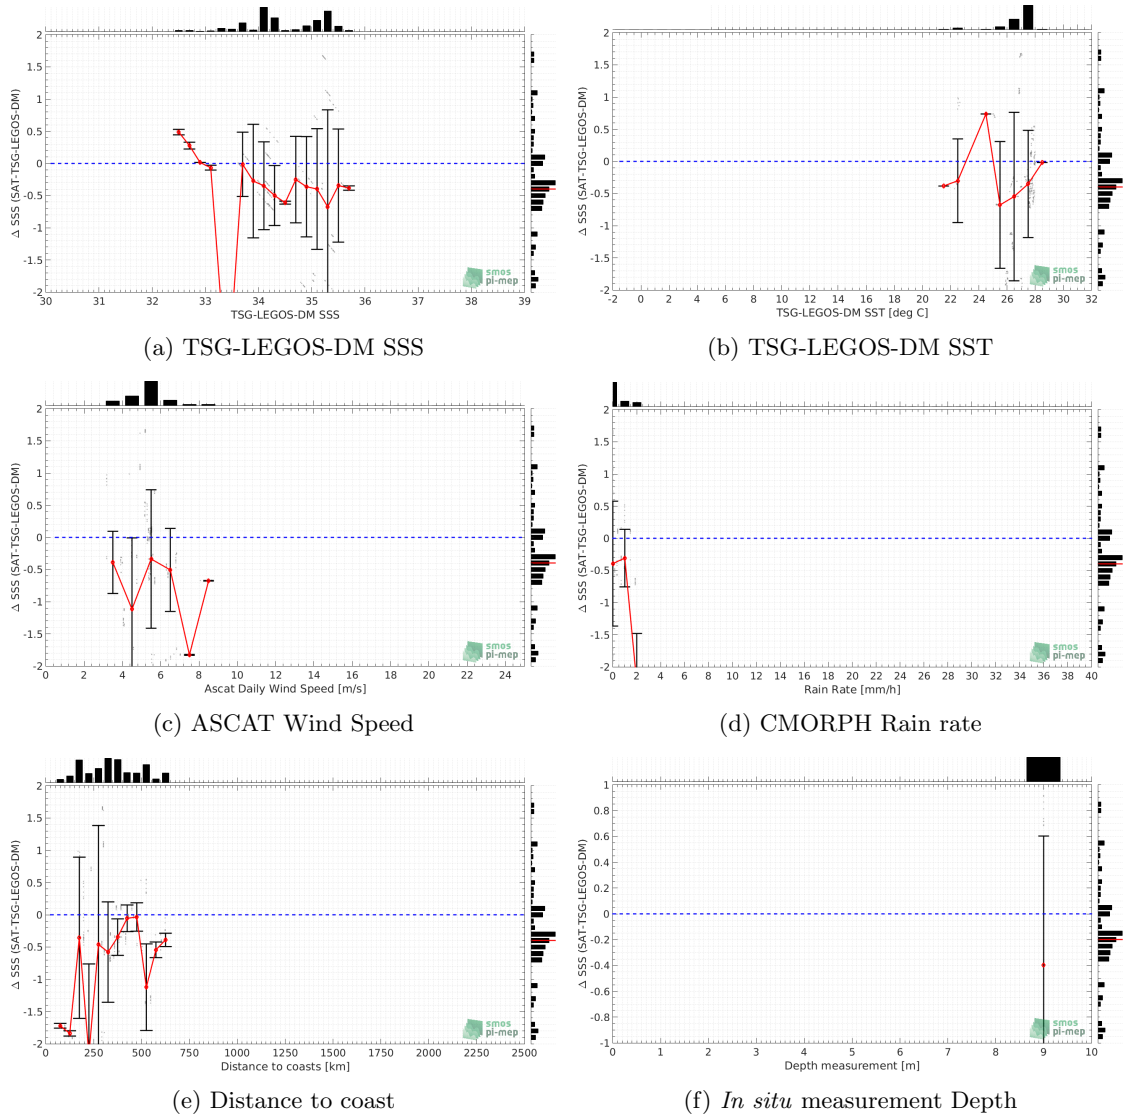 2
1.5
1
0.5
0
-0.5
-1
-1.5
-2
Δ SSS (SAT-TSG-LEGOS-DM)
30 31 32 33 34 35 36 37 38 39
TSG-LEGOS-DM SSS
smos
pi-mep
(a) TSG-LEGOS-DM SSS
2
1.5
1
0.5
0
-0.5
-1
-1.5
-2
Δ SSS (SAT-TSG-LEGOS-DM)
-2 0 2 4 6 8 10 12 14 16 18 20 22 24 26 28 30 32
TSG-LEGOS-DM SST [deg C]
smos
pi-mep
(b) TSG-LEGOS-DM SST
2
1.5
1
0.5
0
-0.5
-1
-1.5
-2
Δ SSS (SAT-TSG-LEGOS-DM)
0 2 4 6 8 10 12 14 16 18 20 22 24
Ascat Daily Wind Speed [m/s]
smos
pi-mep
(c) ASCAT Wind Speed
2
1.5
1
0.5
0
-0.5
-1
-1.5
-2
Δ SSS (SAT-TSG-LEGOS-DM)
0 2 4 6 8 10 12 14 16 18 20 22 24 26 28 30 32 34 36 38 40
Rain Rate [mm/h]
smos
pi-mep
(d) CMORPH Rain rate
2
1.5
1
0.5
0
-0.5
-1
-1.5
-2
Δ SSS (SAT-TSG-LEGOS-DM)
0 250 500 750 1000 1250 1500 1750 2000 2250 2500
Distance to coasts [km]
smos
pi-mep
(e) Distance to coast
1
0.8
0.6
0.4
0.2
0
-0.2
-0.4
-0.6
-0.8
-1
Δ SSS (SAT-TSG-LEGOS-DM)
0 1 2 3 4 5 6 7 8 9 10
Depth measurement [m]
smos
pi-mep
(f) In situ measurement Depth